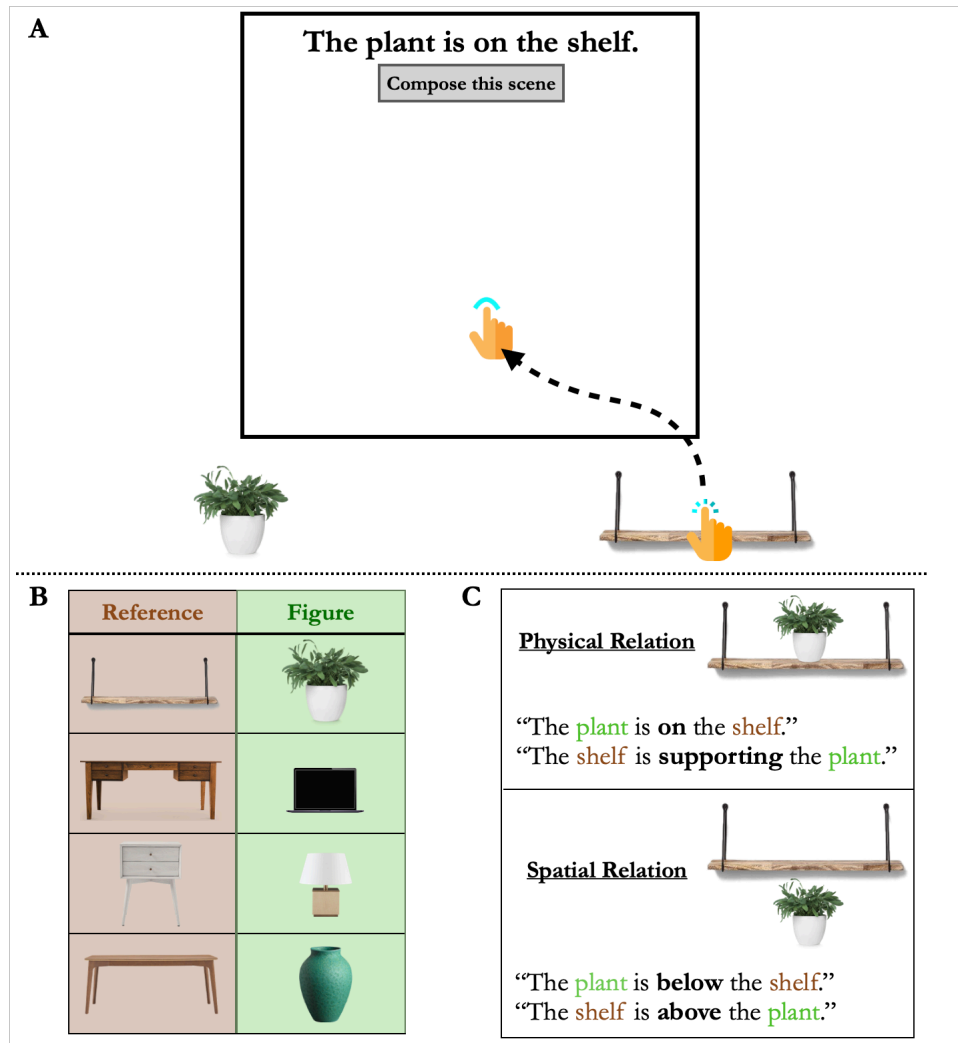 A
The plant is on the shelf.
Compose this scene
B
Reference
Figure
C
Physical Relation
“The plant is on the shelf.”
“The shelf is supporting the plant.”
Spatial Relation
“The plant is below the shelf.”
“The shelf is above the plant.”